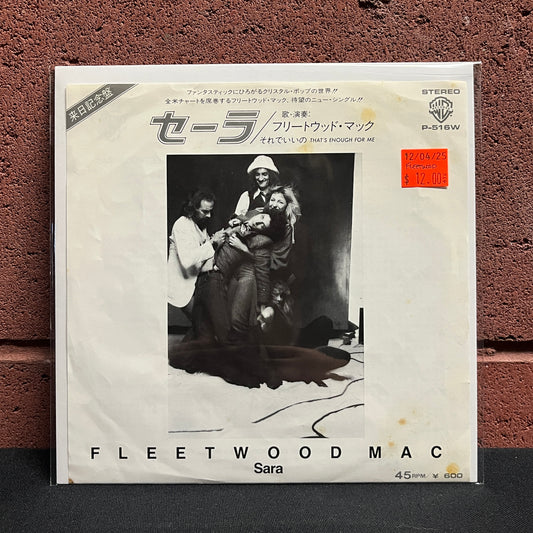 来日記念盤
ファンタスティックにひろがるクリスタル・ポップの世界!!
全米チャートを席巻するフリートウッド・マック、待望のニュー・シングル!!
セーラ/歌・演奏:
フリートウッド・マック
それでいいの THAT'S ENOUGH FOR ME
STEREO
P-516W
12/04/25
Fleetwood
$ 12.00
FLEETWOOD MAC
Sara
45RPM/¥600